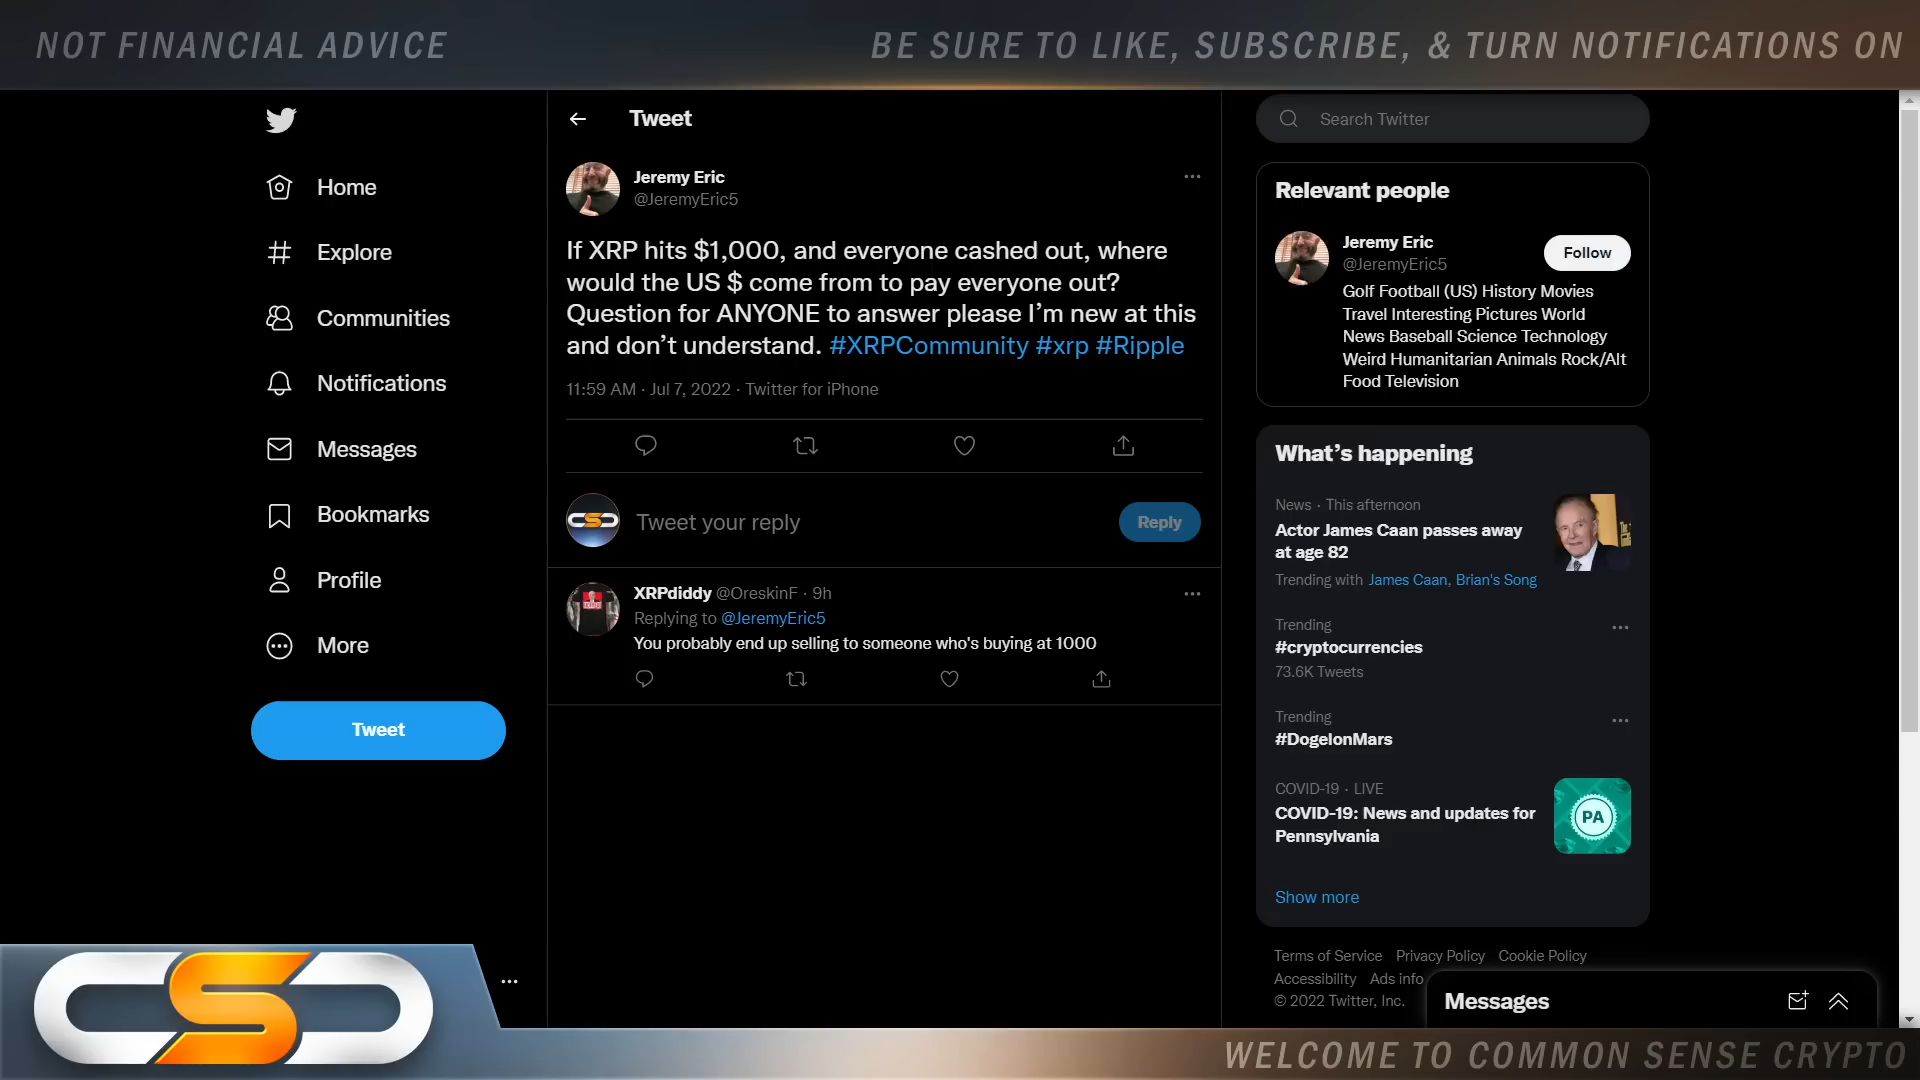 NOT FINANCIAL ADVICE
BE SURE TO LIKE, SUBSCRIBE, & TURN NOTIFICATIONS ON
Home
Explore
Communities
Notifications
Messages
Bookmarks
Profile
More
Tweet
Tweet
Jeremy Eric
@JeremyEric5
If XRP hits $1,000, and everyone cashed out, where
would the US $ come from to pay everyone out?
Question for ANYONE to answer please I’m new at this
and don’t understand. #XRPCommunity #xrp #Ripple
11:59 AM · Jul 7, 2022 · Twitter for iPhone
CSC
Tweet your reply
Reply
XRPdiddy @OreskinF · 9h
Replying to @JeremyEric5
You probably end up selling to someone who's buying at 1000
Search Twitter
Relevant people
Jeremy Eric
@JeremyEric5
Follow
Golf Football (US) History Movies
Travel Interesting Pictures World
News Baseball Science Technology
Weird Humanitarian Animals Rock/Alt
Food Television
What’s happening
News · This afternoon
Actor James Caan passes away
at age 82
Trending with James Caan, Brian's Song
Trending
#cryptocurrencies
73.6K Tweets
Trending
#DogelonMars
COVID-19 · LIVE
COVID-19: News and updates for
Pennsylvania
PA
Show more
Terms of Service Privacy Policy Cookie Policy
Accessibility Ads info
© 2022 Twitter, Inc.
Messages
CSC
WELCOME TO COMMON SENSE CRYPTO